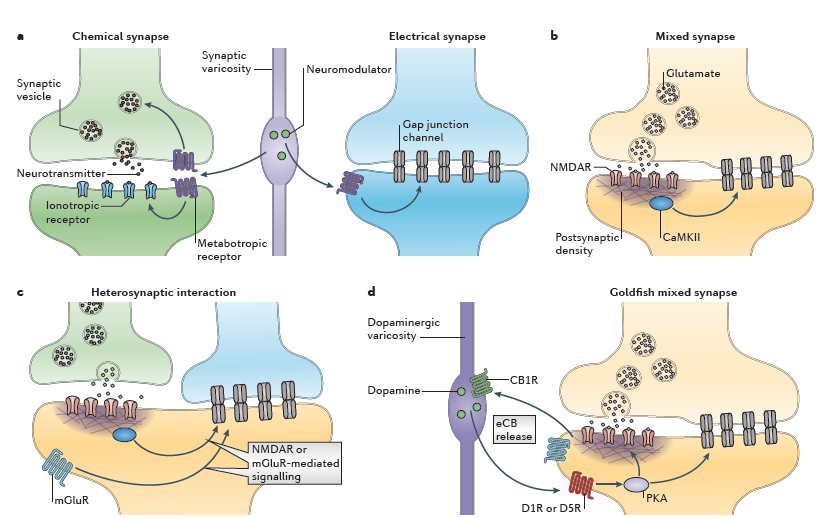 a
Chemical synapse
Electrical synapse
Synaptic
varicosity
Neuromodulator
Synaptic
vesicle
Gap junction
channel
Neurotransmitter
Ionotropic
receptor
Metabotropic
receptor
b
Mixed synapse
Glutamate
NMDAR
Postsynaptic
density
CaMKII
c
Heterosynaptic interaction
NMDAR or
mGluR-mediated
signalling
mGluR
d
Goldfish mixed synapse
Dopaminergic
varicosity
Dopamine
CB1R
eCB
release
PKA
D1R or D5R